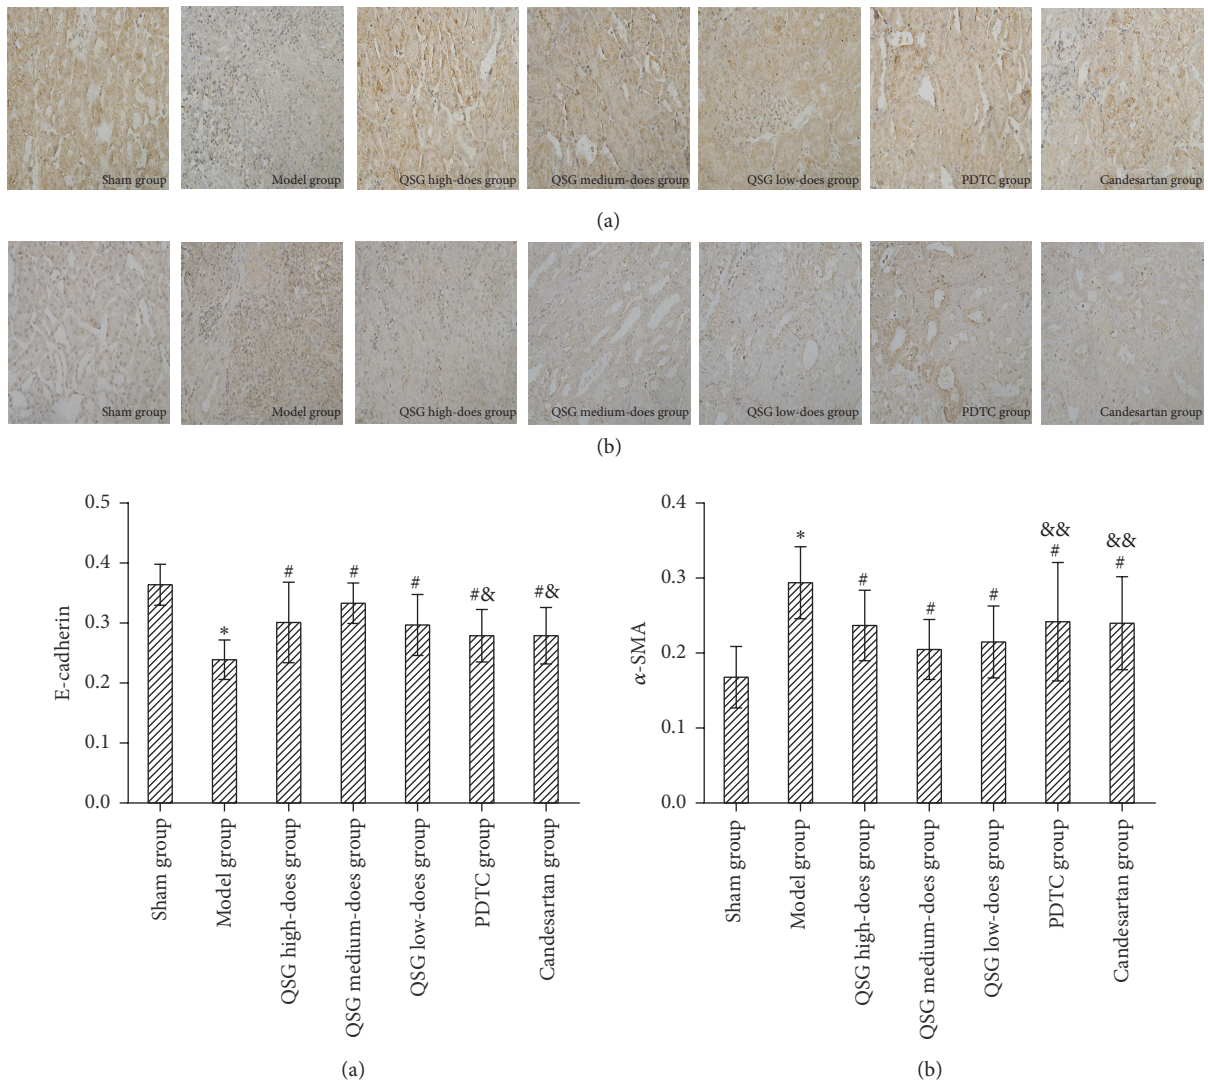 Sham group
Model group
QSG high-does group
QSG medium-does group
QSG low-does group
PDTC group
Candesartan group
(a)
Sham group
Model group
QSG high-does group
QSG medium-does group
QSG low-does group
PDTC group
Candesartan group
(b)
E-cadherin
0.5
0.4
0.3
0.2
0.1
0.0
*
#
#
#
#&
#&
Sham group
Model group
QSG high-does group
QSG medium-does group
QSG low-does group
PDTC group
Candesartan group
(a)
α-SMA
0.4
0.3
0.2
0.1
0.0
*
#
#
#
&&
#
&&
#
Sham group
Model group
QSG high-does group
QSG medium-does group
QSG low-does group
PDTC group
Candesartan group
(b)